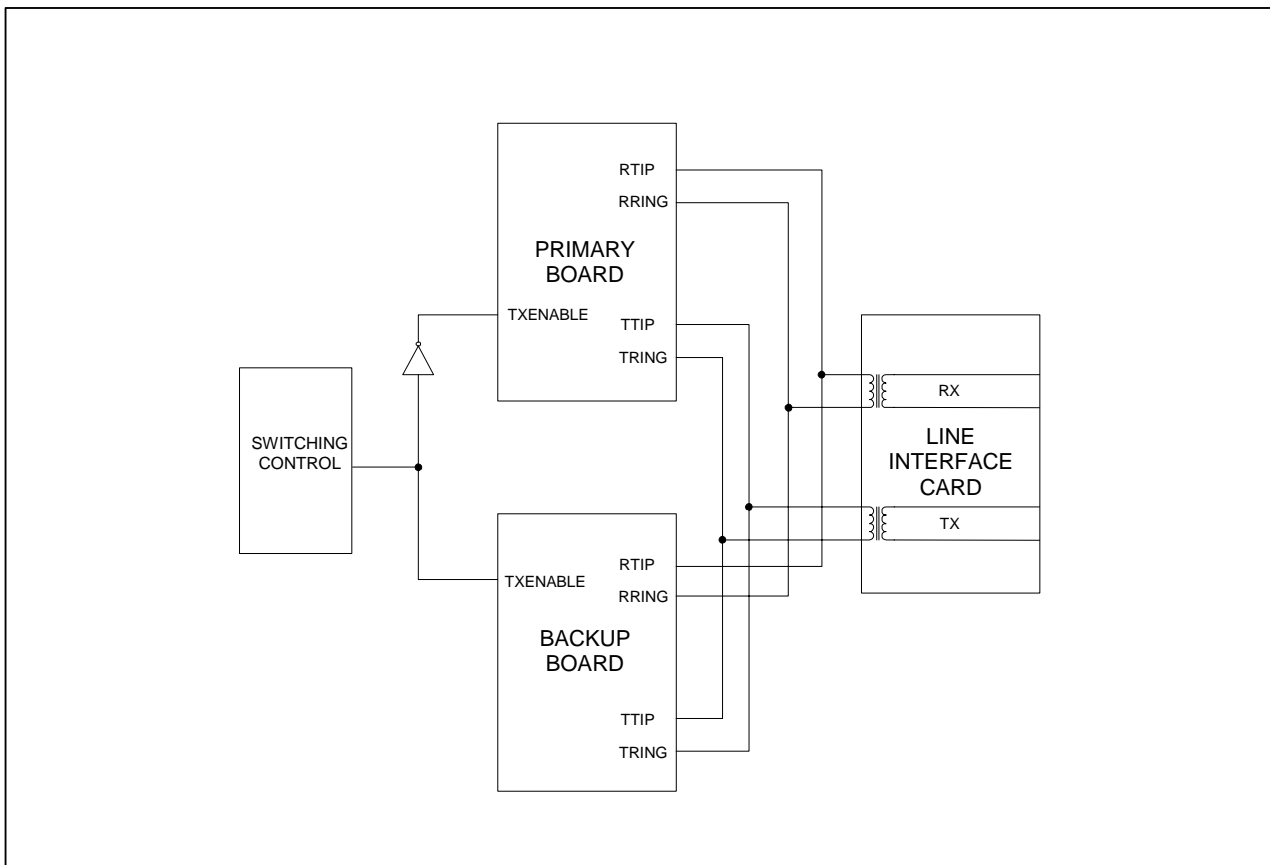 RTIP
RRING
PRIMARY
BOARD
TXENABLE
TTIP
TRING
SWITCHING
CONTROL
RX
LINE
INTERFACE
CARD
TX
RTIP
TXENABLE
RRING
BACKUP
BOARD
TTIP
TRING